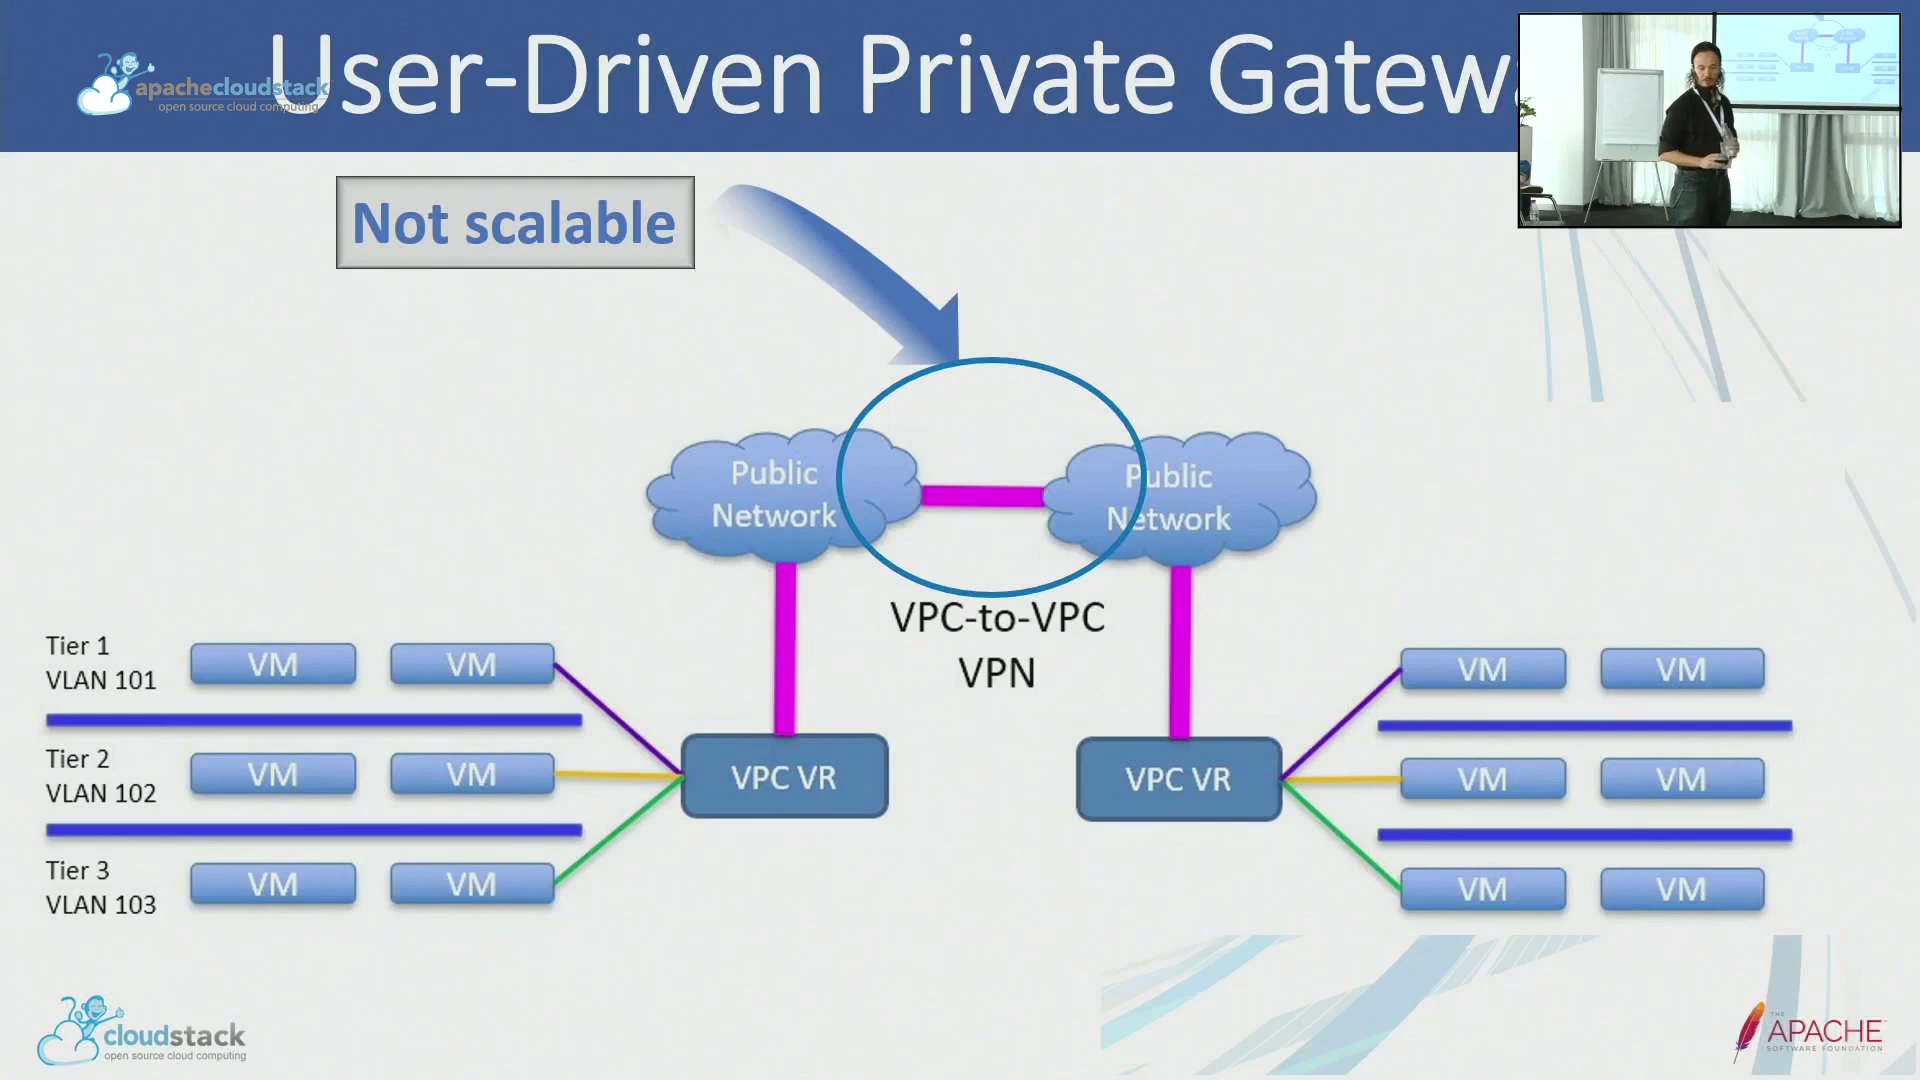 User-Driven Private Gatew
apachecloudstack
open source cloud computing
Not scalable
Public
Network
Public
Network
VPC-to-VPC
VPN
Tier 1
VLAN 101
VM
VM
VM
VM
Tier 2
VLAN 102
VM
VM
VPC VR
VPC VR
VM
VM
Tier 3
VLAN 103
VM
VM
VM
VM
cloudstack
open source cloud computing
THE
APACHE
SOFTWARE FOUNDATION